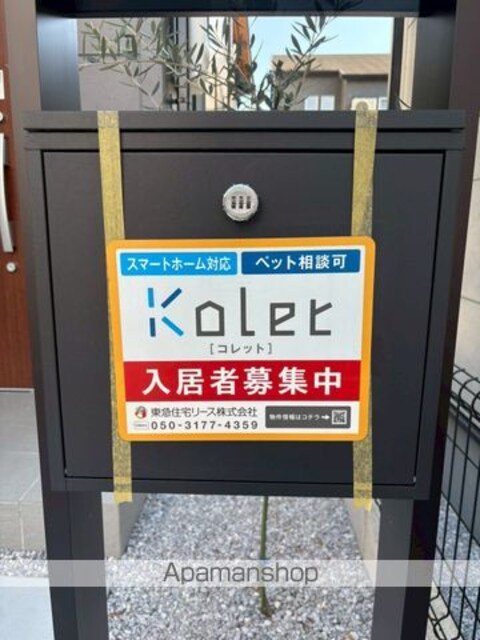 スマートホーム対応 ペット相談可
Kolet
[コレット]
入居者募集中
東急住宅リース株式会社
050-3177-4359
物件情報はコチラ→
Apamanshop